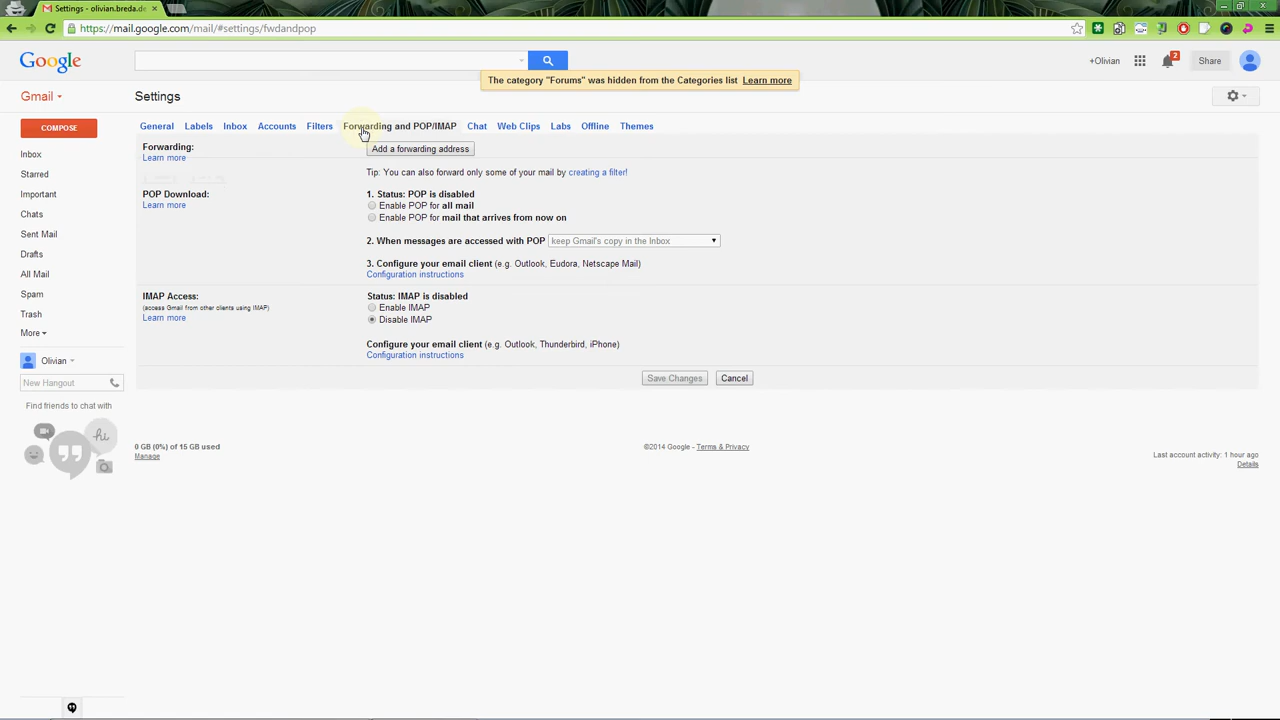 Settings - olivian.breda.de
https://mail.google.com/mail/#settings/fwdandpop
Google
+Olivian
2
Share
The category "Forums" was hidden from the Categories list Learn more
Gmail
Settings
COMPOSE
General Labels Inbox Accounts Filters Forwarding and POP/IMAP Chat Web Clips Labs Offline Themes
Inbox
Starred
Important
Chats
Sent Mail
Drafts
All Mail
Spam
Trash
More
Olivian
New Hangout
Find friends to chat with
hi
Forwarding:
Learn more
Add a forwarding address
Tip: You can also forward only some of your mail by creating a filter!
POP Download:
Learn more
1. Status: POP is disabled
Enable POP for all mail
Enable POP for mail that arrives from now on
2. When messages are accessed with POP keep Gmail's copy in the Inbox
3. Configure your email client (e.g. Outlook, Eudora, Netscape Mail)
Configuration instructions
IMAP Access:
(access Gmail from other clients using IMAP)
Learn more
Status: IMAP is disabled
Enable IMAP
Disable IMAP
Configure your email client (e.g. Outlook, Thunderbird, iPhone)
Configuration instructions
Save Changes Cancel
0 GB (0%) of 15 GB used
Manage
©2014 Google - Terms & Privacy
Last account activity: 1 hour ago
Details